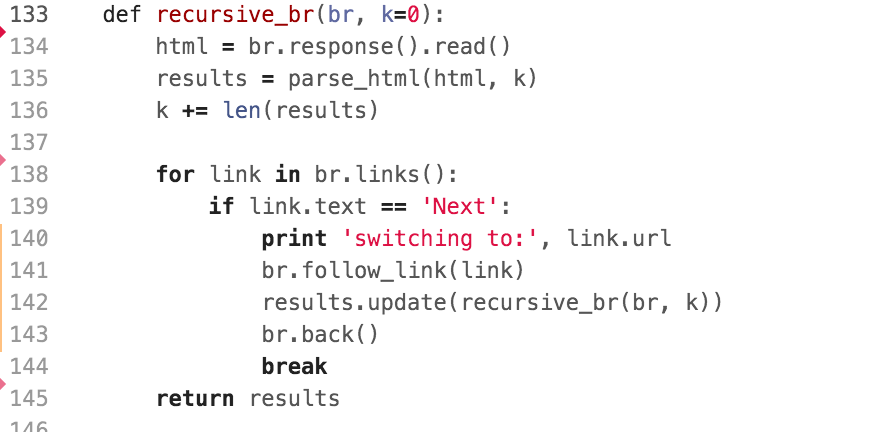 133 def recursive_br(br, k=0):
134 html = br.response().read()
135 results = parse_html(html, k)
136 k += len(results)
137
138 for link in br.links():
139 if link.text == 'Next':
140 print 'switching to:', link.url
141 br.follow_link(link)
142 results.update(recursive_br(br, k))
143 br.back()
144 break
145 return results
146